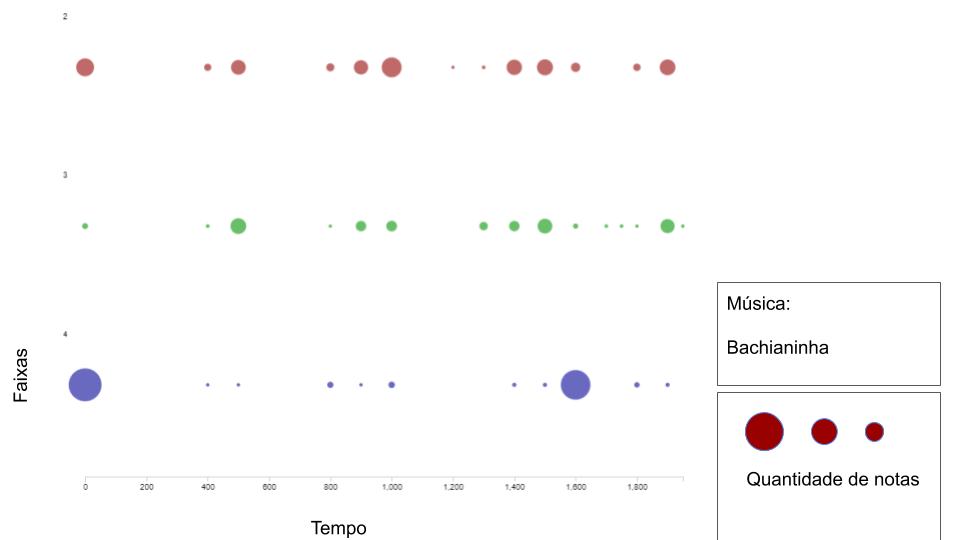 2
3
4
Faixas
0 200 400 600 800 1,000 1,200 1,400 1,600 1,800
Tempo
Música:
Bachianinha
Quantidade de notas